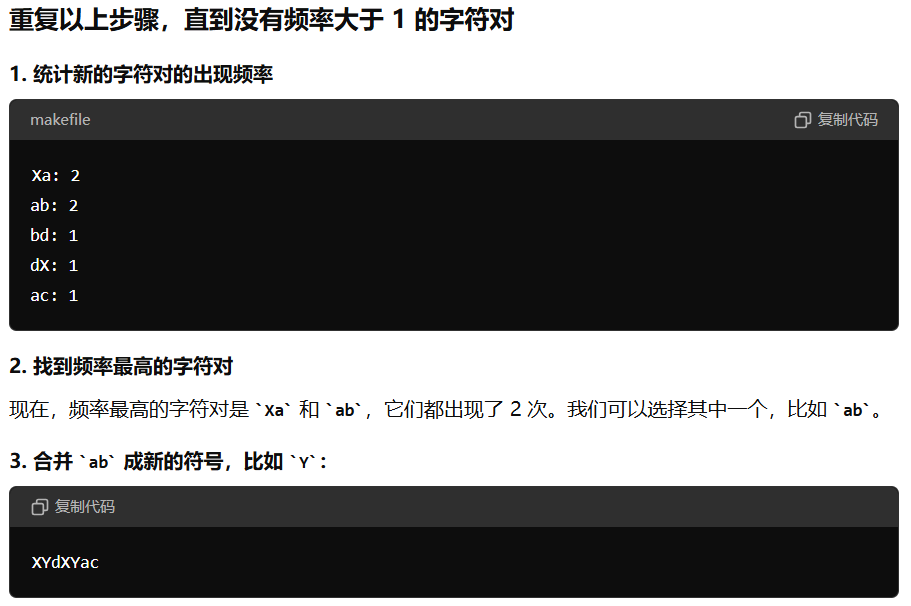 重复以上步骤，直到没有频率大于 1 的字符对
1. 统计新的字符对的出现频率
makefile
复制代码
Xa: 2
ab: 2
bd: 1
dX: 1
ac: 1
2. 找到频率最高的字符对
现在，频率最高的字符对是 `Xa` 和 `ab`，它们都出现了 2 次。我们可以选择其中一个，比如 `ab`。
3. 合并 `ab` 成新的符号，比如 `Y`：
复制代码
XYdXYac